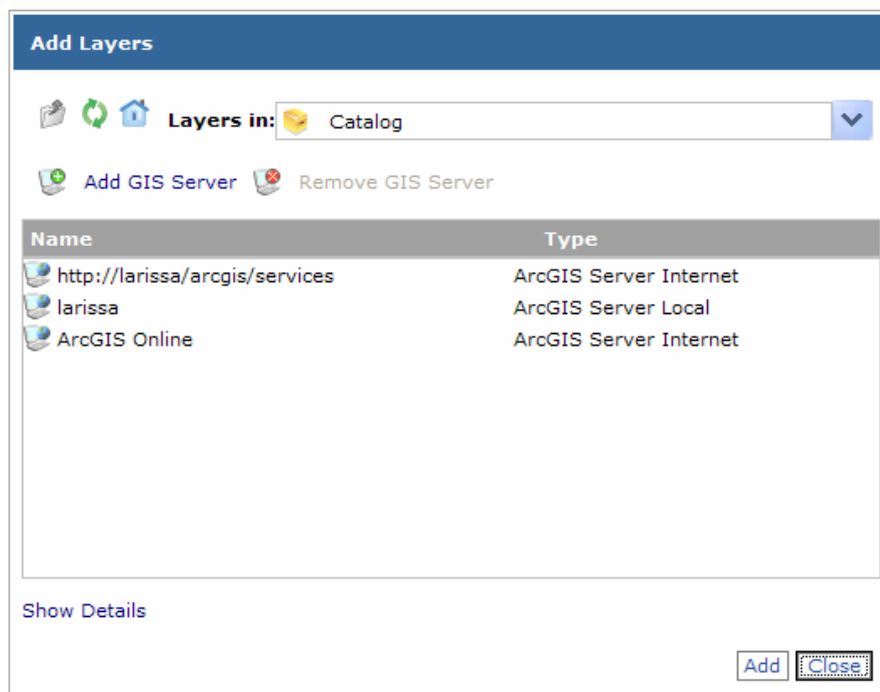 Add Layers
Layers in: Catalog
Add GIS Server Remove GIS Server
Name Type
http://larissa/arcgis/services ArcGIS Server Internet
larissa ArcGIS Server Local
ArcGIS Online ArcGIS Server Internet
Show Details
Add Close